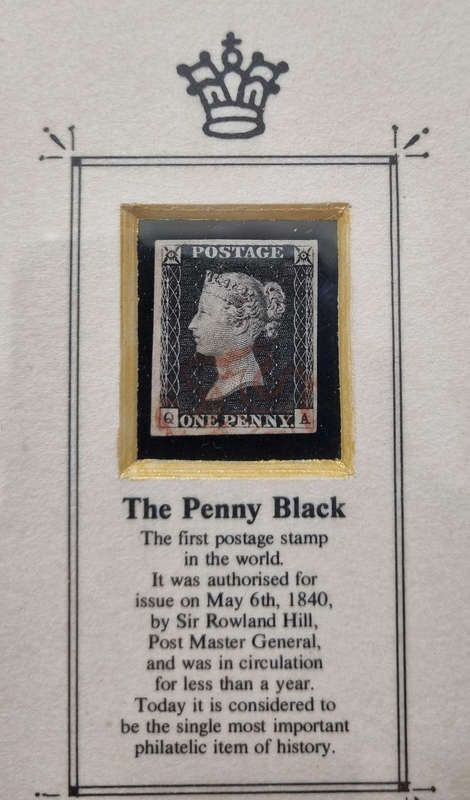 POSTAGE
Q ONE PENNY. A
The Penny Black
The first postage stamp
in the world.
It was authorised for
issue on May 6th, 1840,
by Sir Rowland Hill,
Post Master General,
and was in circulation
for less than a year.
Today it is considered to
be the single most important
philatelic item of history.